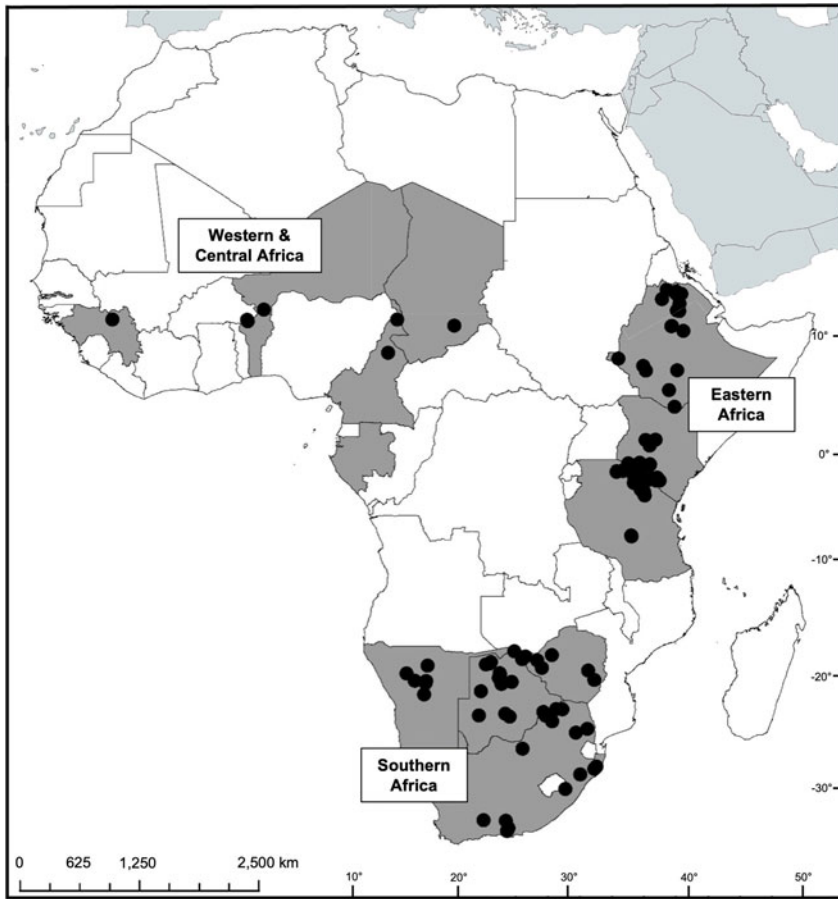 Western &
Central Africa
10°
Eastern
Africa
0°
-10°
-20°
Southern
Africa
-30°
0 625 1,250 2,500 km
10° 20° 30° 40° 50°